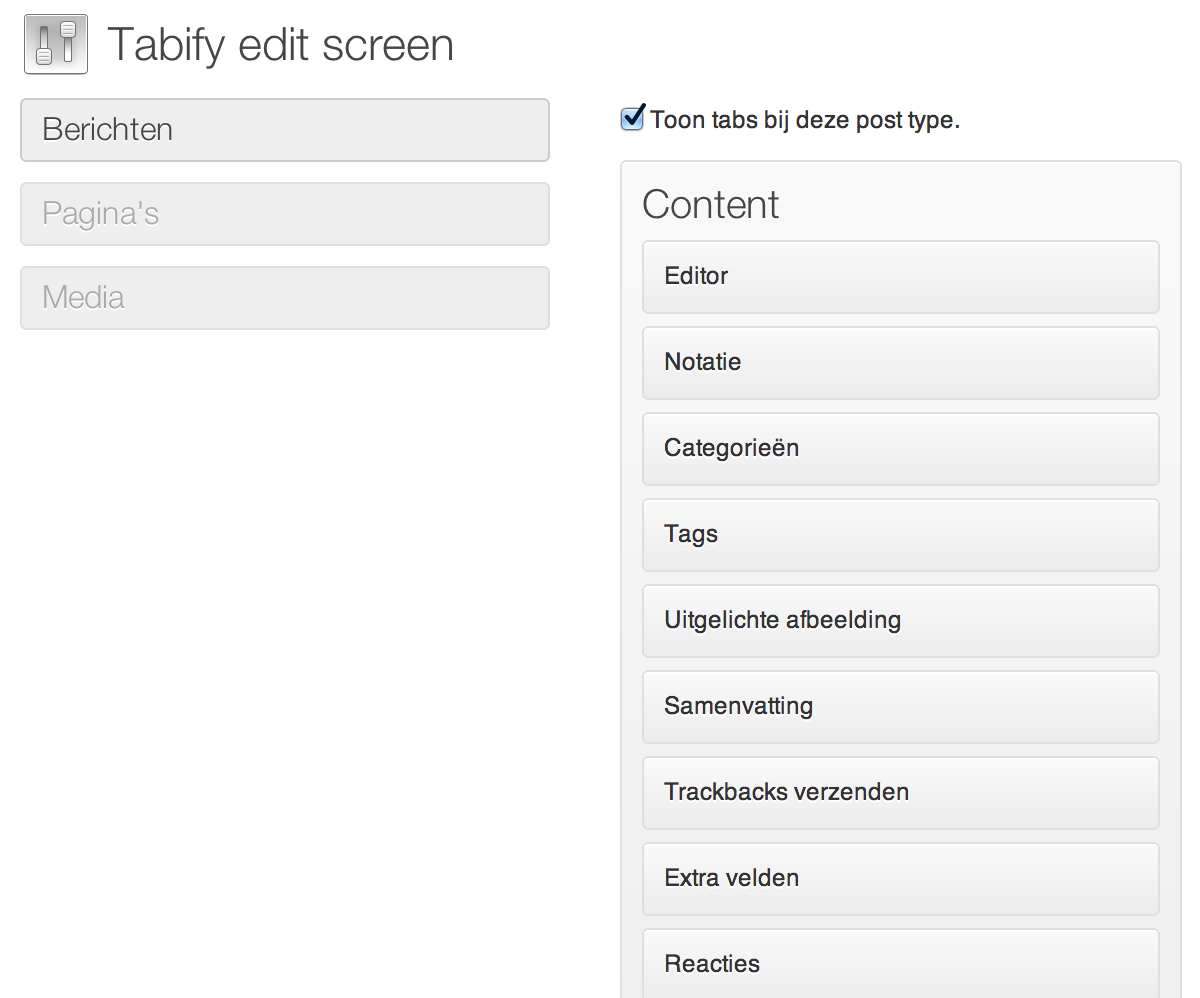 Tabify edit screen
Berichten
Pagina's
Media
Toon tabs bij deze post type.
Content
Editor
Notatie
Categorieën
Tags
Uitgelichte afbeelding
Samenvatting
Trackbacks verzenden
Extra velden
Reacties